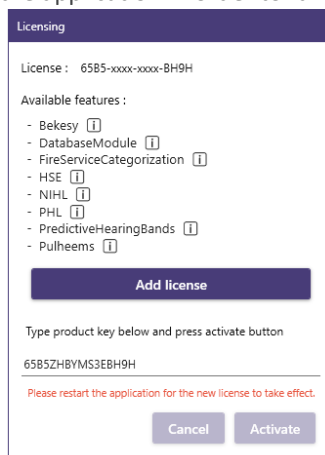 Licensing
License : 65B5-xxxx-xxxx-BH9H
Available features :
- Bekesy i
- DatabaseModule i
- FireServiceCategorization i
- HSE i
- NIHL i
- PHL i
- PredictiveHearingBands i
- Pulheems i
Add license
Type product key below and press activate button
65B5ZHBYMS3EBH9H
Please restart the application for the new license to take effect.
Cancel Activate